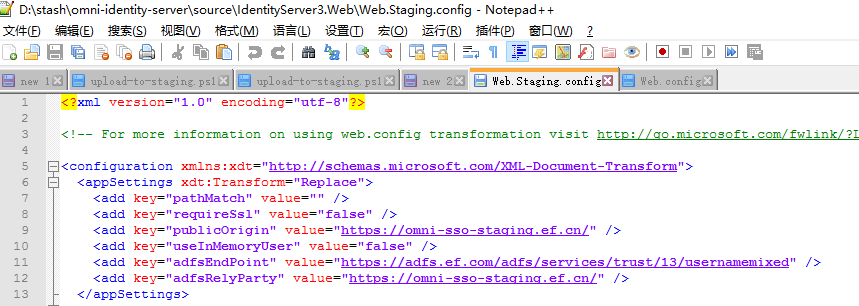 D:\stash\omni-identity-server\source\IdentityServer3.Web\Web.Staging.config - Notepad++
文件(F) 编辑(E) 搜索(S) 视图(V) 格式(M) 语言(L) 设置(T) 宏(O) 运行(R) 插件(P) 窗口(W) ?
new 1 upload-to-staging.ps1 upload-to-staging.ps1 new 2 Web.Staging.config Web.config
1 <?xml version="1.0" encoding="utf-8"?>
2
3 <!-- For more information on using web.config transformation visit http://go.microsoft.com/fwlink/?L
4
5 <configuration xmlns:xdt="http://schemas.microsoft.com/XML-Document-Transform">
6 <appSettings xdt:Transform="Replace">
7 <add key="pathMatch" value="" />
8 <add key="requireSsl" value="false" />
9 <add key="publicOrigin" value="https://omni-sso-staging.ef.cn/" />
10 <add key="useInMemoryUser" value="false" />
11 <add key="adfsEndPoint" value="https://adfs.ef.com/adfs/services/trust/13/usernamemixed" />
12 <add key="adfsRelyParty" value="https://omni-sso-staging.ef.cn/" />
13 </appSettings>